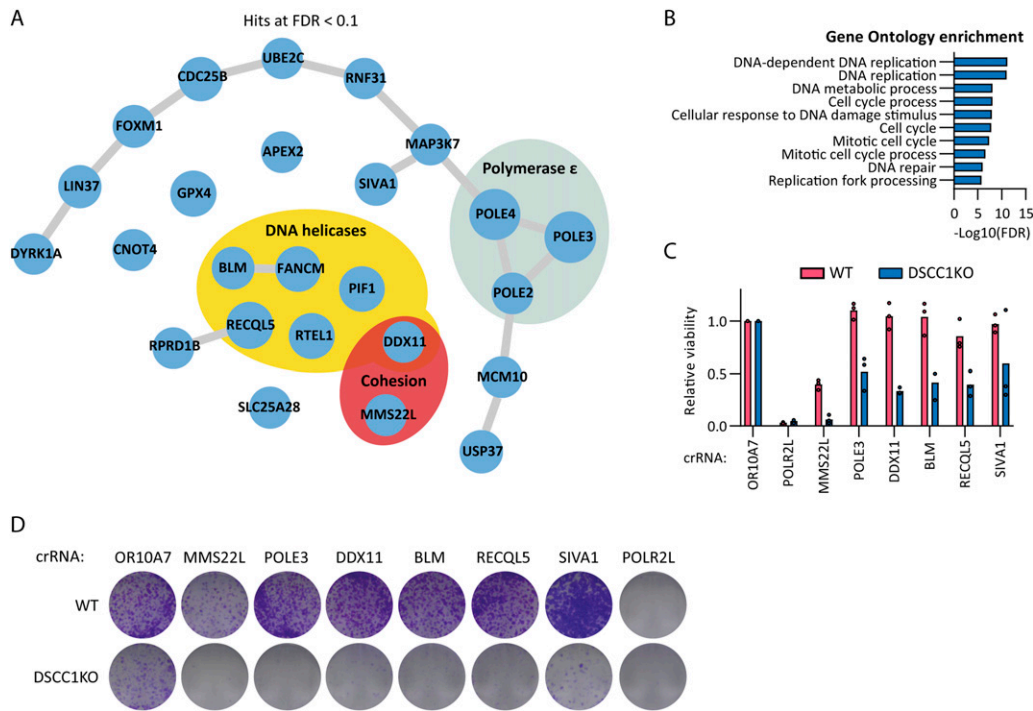 A
Hits at FDR < 0.1
UBE2C
CDC25B
RNF31
FOXM1
MAP3K7
APEX2
SIVA1
LIN37
GPX4
Polymerase ε
POLE4
POLE3
DYRK1A
CNOT4
DNA helicases
BLM
FANCM
PIF1
POLE2
RECQL5
RTEL1
RPRD1B
DDX11
Cohesion
MCM10
SLC25A28
MMS22L
USP37
B
Gene Ontology enrichment
DNA-dependent DNA replication
DNA replication
DNA metabolic process
Cell cycle process
Cellular response to DNA damage stimulus
Cell cycle
Mitotic cell cycle
Mitotic cell cycle process
DNA repair
Replication fork processing
0 5 10 15
-Log10(FDR)
C
WT DSCC1KO
Relative viability
1.0
0.5
0.0
crRNA:
OR10A7
POLR2L
MMS22L
POLE3
DDX11
BLM
RECQL5
SIVA1
D
crRNA: OR10A7 MMS22L POLE3 DDX11 BLM RECQL5 SIVA1 POLR2L
WT
DSCC1KO